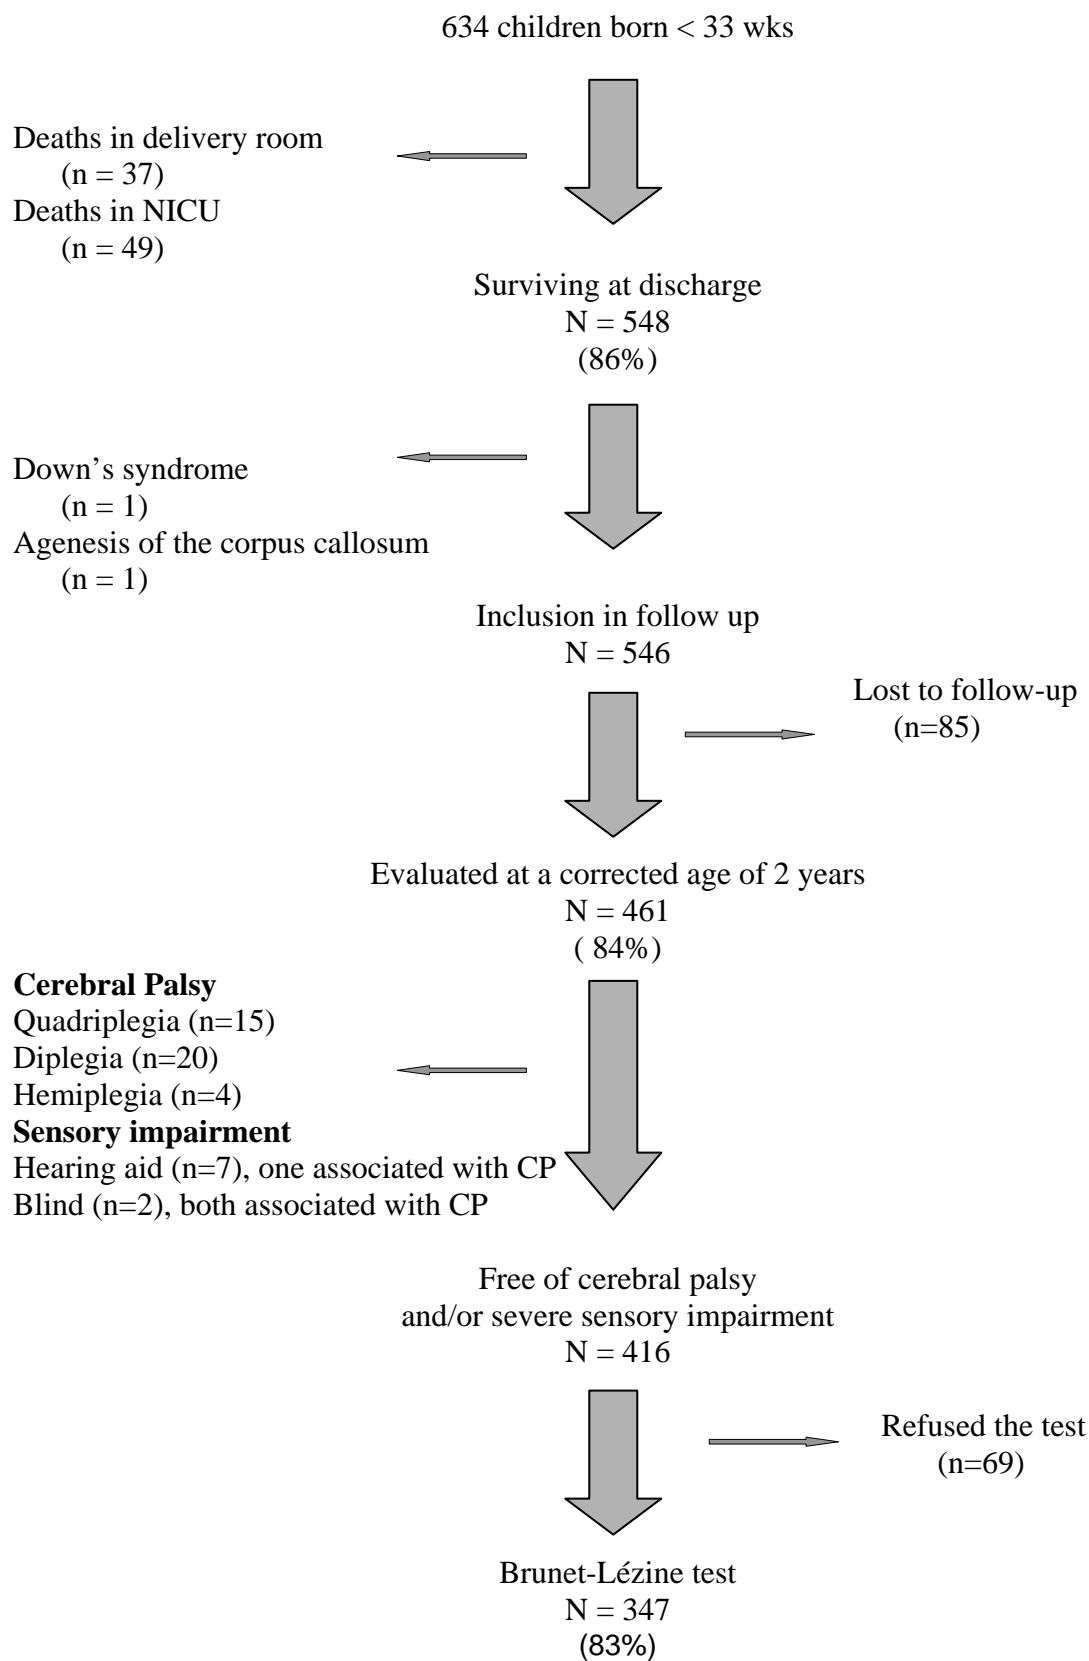 634 children born < 33 wks
Deaths in delivery room
(n = 37)
Deaths in NICU
(n = 49)
Surviving at discharge
N = 548
(86%)
Down’s syndrome
(n = 1)
Agenesis of the corpus callosum
(n = 1)
Inclusion in follow up
N = 546
Lost to follow-up
(n=85)
Evaluated at a corrected age of 2 years
N = 461
( 84%)
Cerebral Palsy
Quadriplegia (n=15)
Diplegia (n=20)
Hemiplegia (n=4)
Sensory impairment
Hearing aid (n=7), one associated with CP
Blind (n=2), both associated with CP
Free of cerebral palsy
and/or severe sensory impairment
N = 416
Refused the test
(n=69)
Brunet-Lézine test
N = 347
(83%)